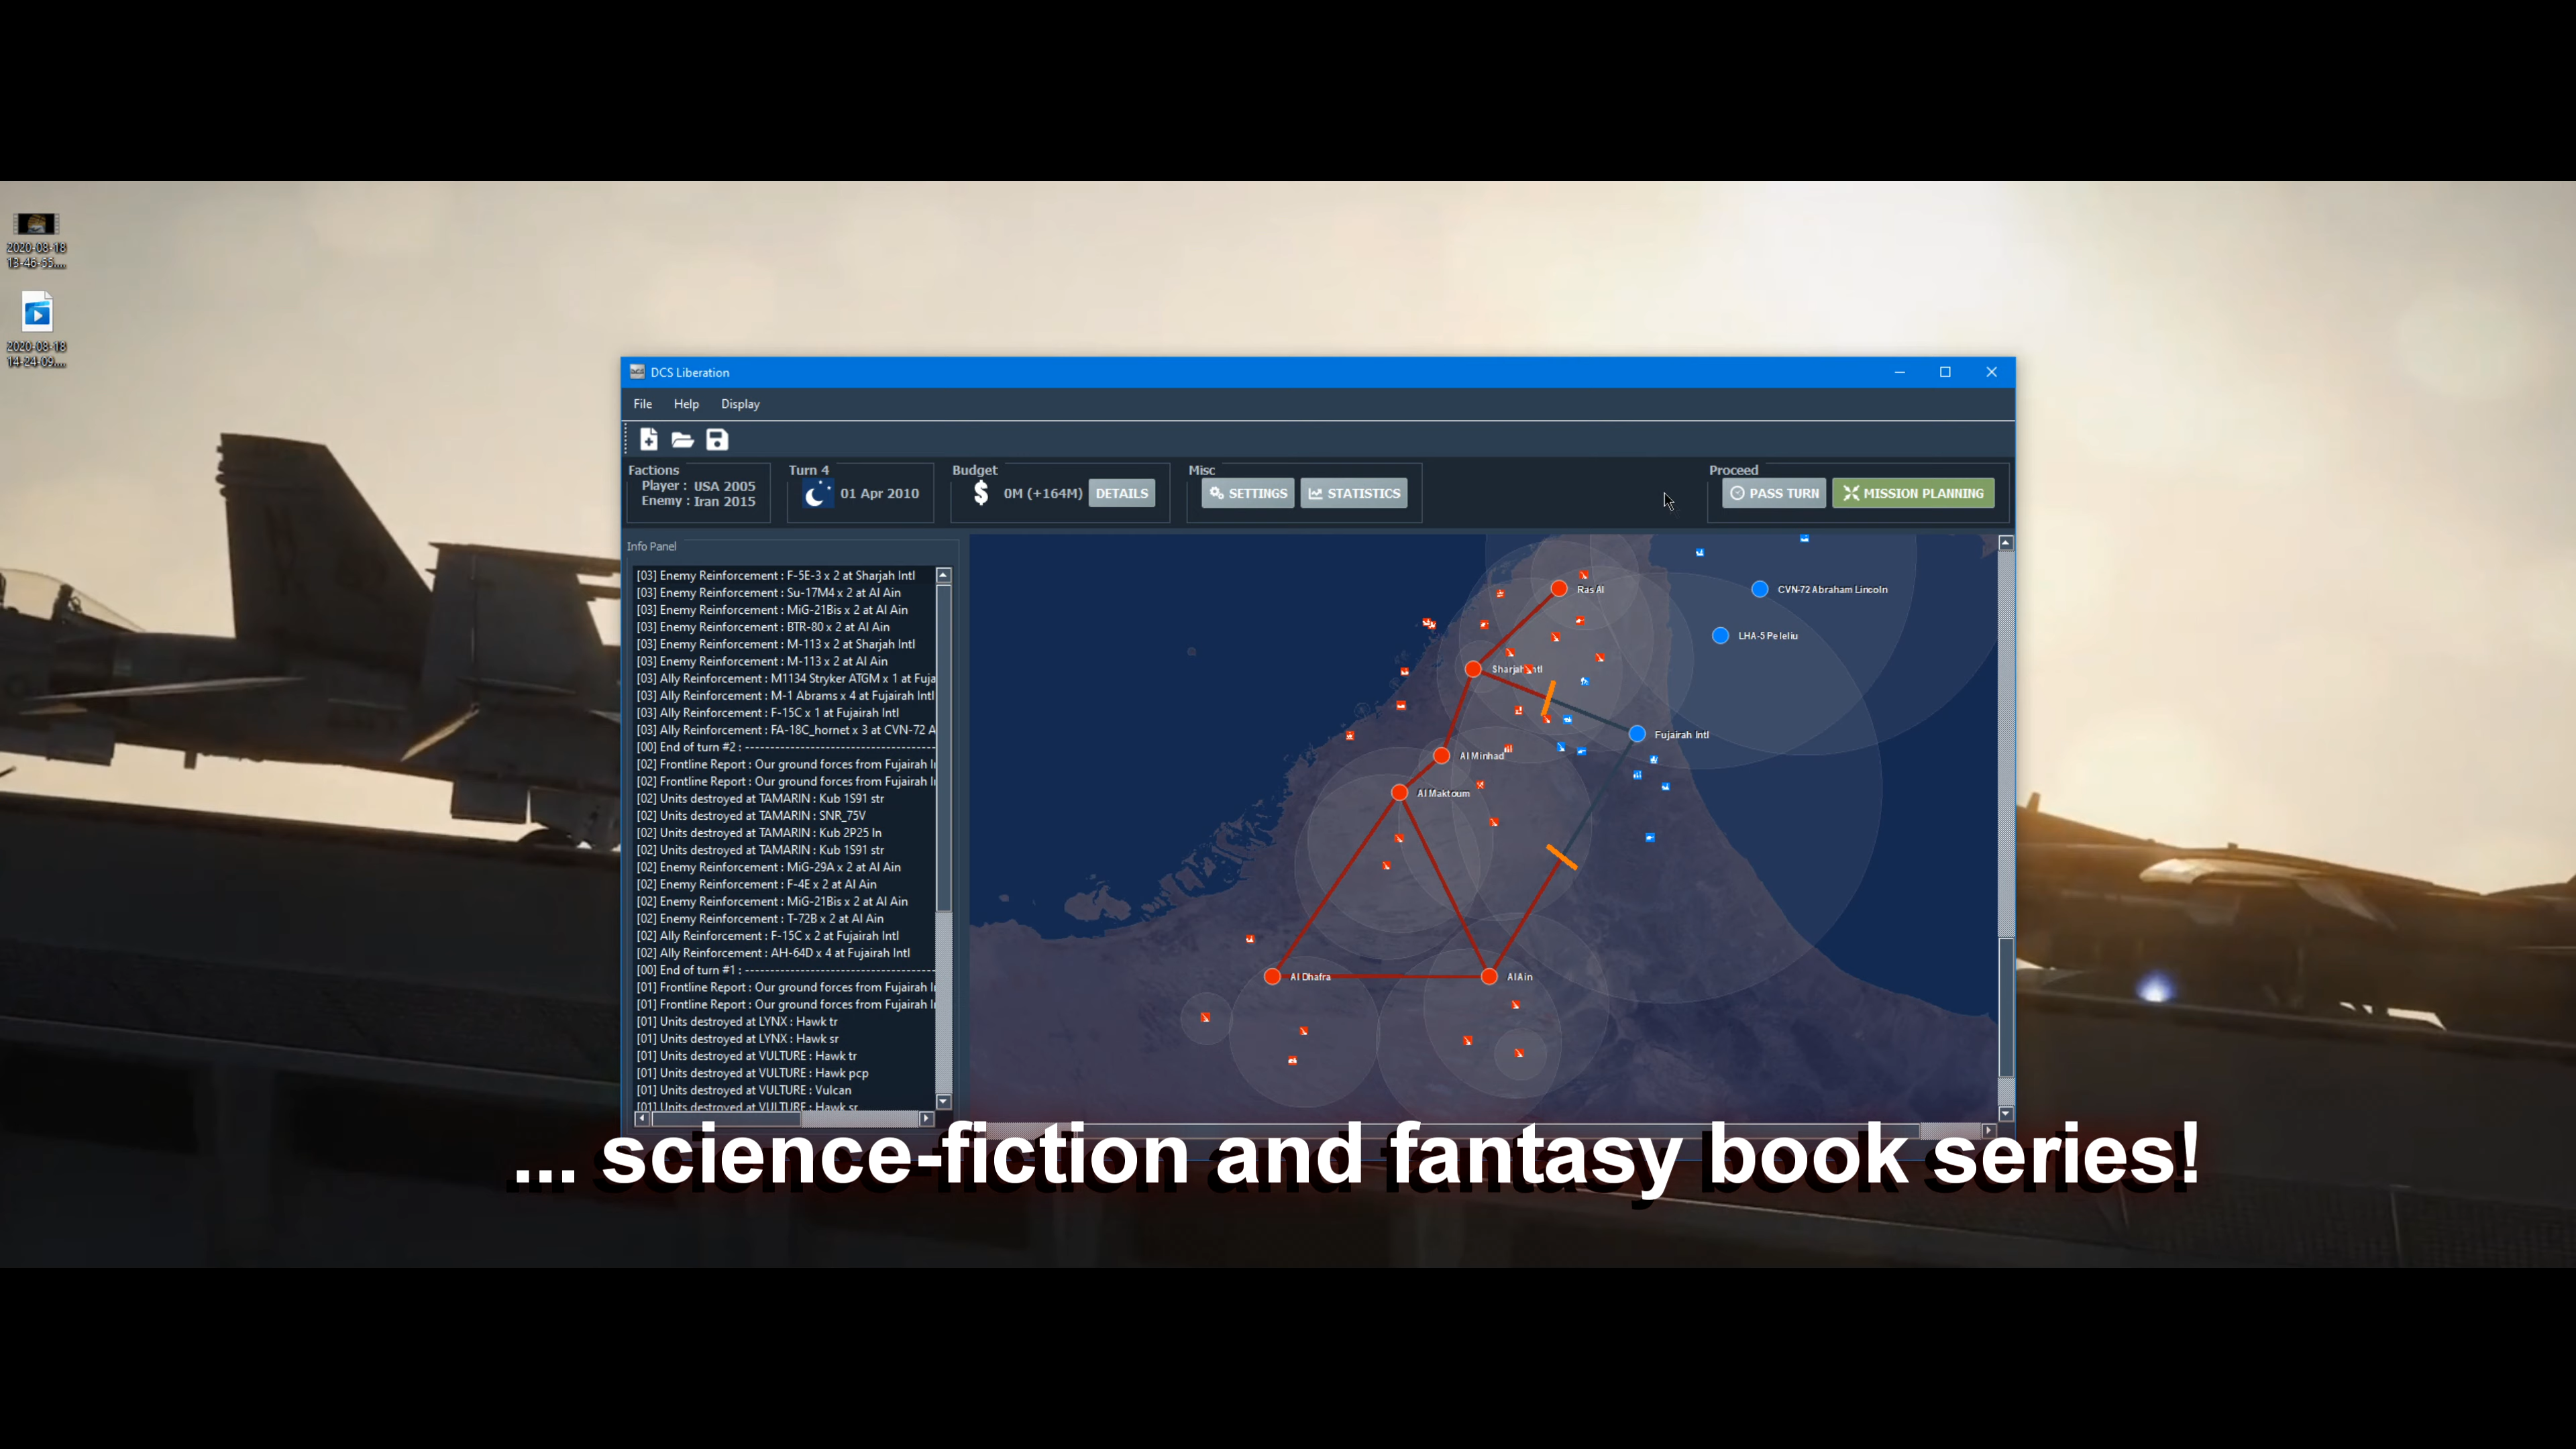 2020-08-18
13-46-55....
2020-08-18
14-24-09....
DCS Liberation
File Help Display
Factions
Player : USA 2005
Enemy : Iran 2015
Turn 4
01 Apr 2010
Budget
$ 0M (+164M) DETAILS
Misc
SETTINGS STATISTICS
Proceed
PASS TURN MISSION PLANNING
Info Panel
[03] Enemy Reinforcement : F-5E-3 x 2 at Sharjah Intl
[03] Enemy Reinforcement : Su-17M4 x 2 at Al Ain
[03] Enemy Reinforcement : MiG-21Bis x 2 at Al Ain
[03] Enemy Reinforcement : BTR-80 x 2 at Al Ain
[03] Enemy Reinforcement : M-113 x 2 at Sharjah Intl
[03] Enemy Reinforcement : M-113 x 2 at Al Ain
[03] Ally Reinforcement : M1134 Stryker ATGM x 1 at Fuja
[03] Ally Reinforcement : M-1 Abrams x 4 at Fujairah Intl
[03] Ally Reinforcement : F-15C x 1 at Fujairah Intl
[03] Ally Reinforcement : FA-18C_hornet x 3 at CVN-72 A
[00] End of turn #2 : --------------------------------------
[02] Frontline Report : Our ground forces from Fujairah I
[02] Frontline Report : Our ground forces from Fujairah I
[02] Units destroyed at TAMARIN : Kub 1S91 str
[02] Units destroyed at TAMARIN : SNR_75V
[02] Units destroyed at TAMARIN : Kub 2P25 ln
[02] Units destroyed at TAMARIN : Kub 1S91 str
[02] Enemy Reinforcement : MiG-29A x 2 at Al Ain
[02] Enemy Reinforcement : F-4E x 2 at Al Ain
[02] Enemy Reinforcement : MiG-21Bis x 2 at Al Ain
[02] Enemy Reinforcement : T-72B x 2 at Al Ain
[02] Ally Reinforcement : F-15C x 2 at Fujairah Intl
[02] Ally Reinforcement : AH-64D x 4 at Fujairah Intl
[00] End of turn #1 : --------------------------------------
[01] Frontline Report : Our ground forces from Fujairah I
[01] Frontline Report : Our ground forces from Fujairah I
[01] Units destroyed at LYNX : Hawk tr
[01] Units destroyed at LYNX : Hawk sr
[01] Units destroyed at VULTURE : Hawk tr
[01] Units destroyed at VULTURE : Hawk pcp
[01] Units destroyed at VULTURE : Vulcan
[01] Units destroyed at VULTURE : Hawk sr
Ras Al
CVN-72 Abraham Lincoln
LHA-5 Peleliu
Sharjah Intl
Fujairah Intl
Al Minhad
Al Maktoum
Al Dhafra
Al Ain
... science-fiction and fantasy book series!